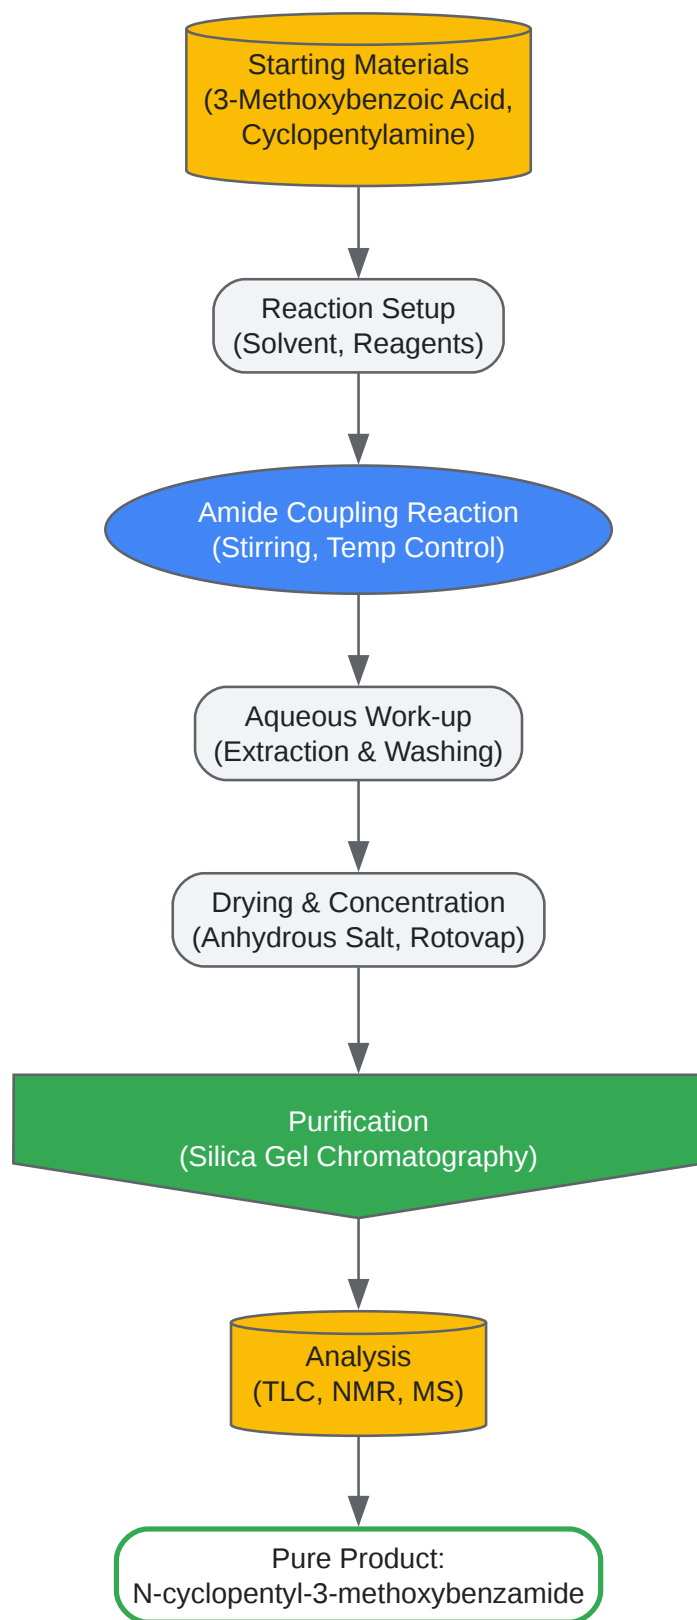 Starting Materials
(3-Methoxybenzoic Acid,
Cyclopentylamine)
Reaction Setup
(Solvent, Reagents)
Amide Coupling Reaction
(Stirring, Temp Control)
Aqueous Work-up
(Extraction & Washing)
Drying & Concentration
(Anhydrous Salt, Rotovap)
Purification
(Silica Gel Chromatography)
Analysis
(TLC, NMR, MS)
Pure Product:
N-cyclopentyl-3-methoxybenzamide